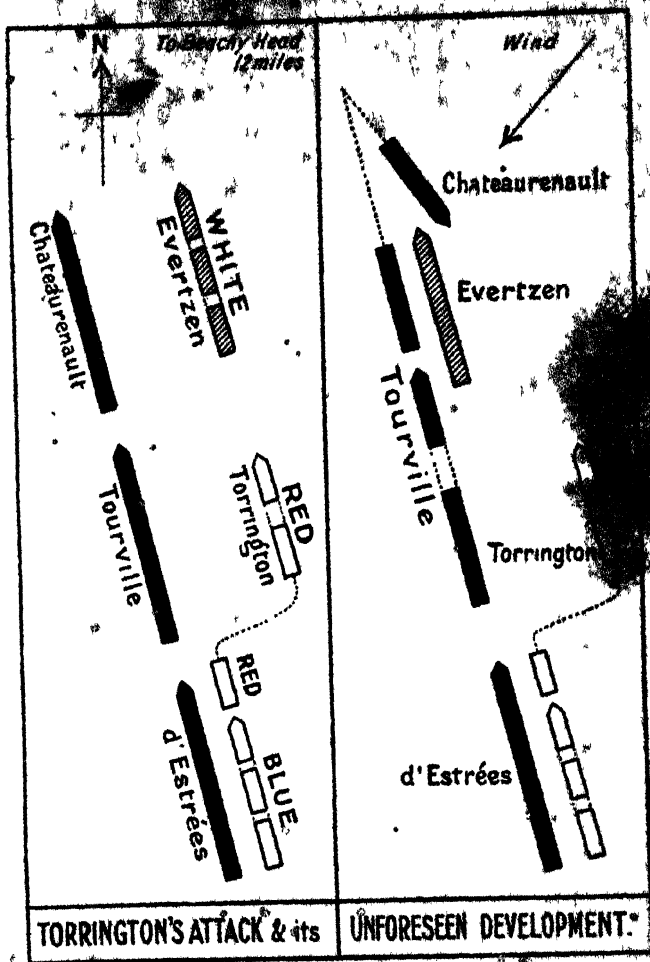 N
To Beachy Head
12 miles
Chateaurenault
WHITE
Evertzen
Tourville
RED
Torrington
RED
d'Estrées
BLUE
Wind
Chateaurenault
Evertzen
Tourville
Torrington
d'Estrées
TORRINGTON'S ATTACK & its
UNFORESEEN DEVELOPMENT."